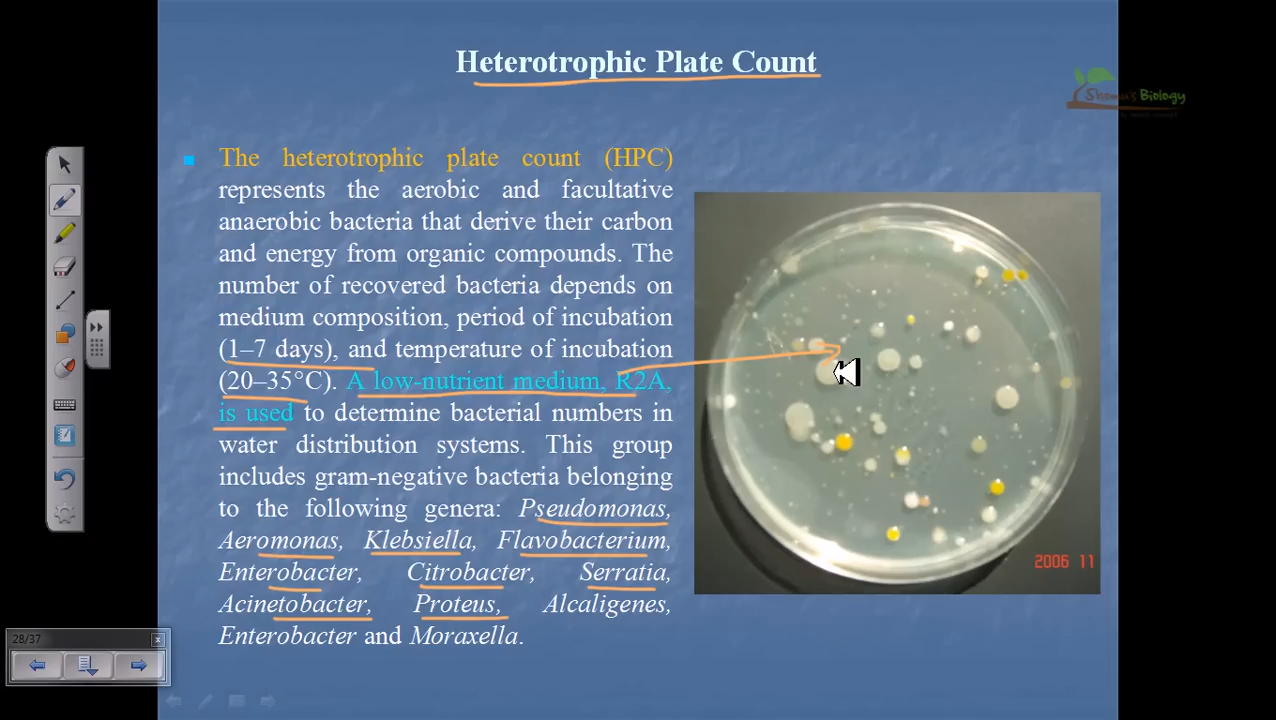 Heterotrophic Plate Count
Shomu's Biology
The heterotrophic plate count (HPC)
represents the aerobic and facultative
anaerobic bacteria that derive their carbon
and energy from organic compounds. The
number of recovered bacteria depends on
medium composition, period of incubation
(1–7 days), and temperature of incubation
(20–35°C). A low-nutrient medium, R2A,
is used to determine bacterial numbers in
water distribution systems. This group
includes gram-negative bacteria belonging
to the following genera: Pseudomonas,
Aeromonas, Klebsiella, Flavobacterium,
Enterobacter, Citrobacter, Serratia,
Acinetobacter, Proteus, Alcaligenes,
Enterobacter and Moraxella.
2006 11
28/37